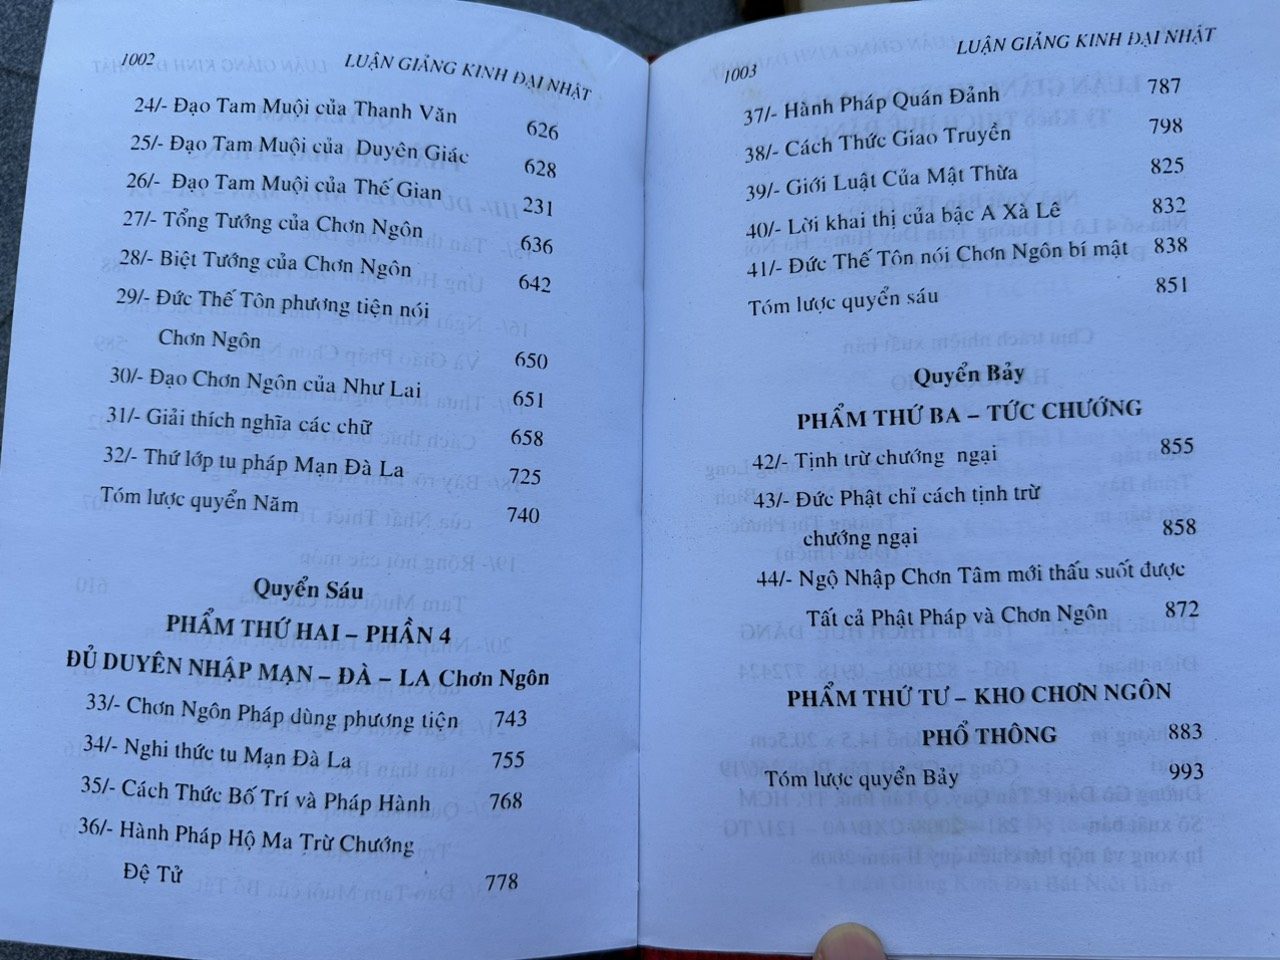 1002 LUẬN GIẢNG KINH ĐẠI NHẬT
24/- Đạo Tam Muội của Thanh Văn 626
25/- Đạo Tam Muội của Duyên Giác 628
26/- Đạo Tam Muội của Thế Gian 231
27/- Tổng Tướng của Chơn Ngôn 636
28/- Biệt Tướng của Chơn Ngôn 642
29/- Đức Thế Tôn phương tiện nói
Chơn Ngôn 650
30/- Đạo Chơn Ngôn của Như Lai 651
31/- Giải thích nghĩa các chữ 658
32/- Thứ lớp tu pháp Mạn Đà La 725
Tóm lược quyển Năm 740
Quyển Sáu
PHẨM THỨ HAI – PHẦN 4
ĐỦ DUYÊN NHẬP MẠN – ĐÀ – LA Chơn Ngôn
33/- Chơn Ngôn Pháp dùng phương tiện 743
34/- Nghi thức tu Mạn Đà La 755
35/- Cách Thức Bố Trí và Pháp Hành 768
36/- Hành Pháp Hộ Ma Trừ Chướng
Đệ Tử 778
1003 LUẬN GIẢNG KINH ĐẠI NHẬT
37/- Hành Pháp Quán Đảnh 787
38/- Cách Thức Giao Truyền 798
39/- Giới Luật Của Mật Thừa 825
40/- Lời khai thị của bậc A Xà Lê 832
41/- Đức Thế Tôn nói Chơn Ngôn bí mật 838
Tóm lược quyển sáu 851
Quyển Bảy
PHẨM THỨ BA – TỨC CHƯỚNG
42/- Tịnh trừ chướng ngại 855
43/- Đức Phật chỉ cách tịnh trừ
chướng ngại 858
44/- Ngộ Nhập Chơn Tâm mới thấu suốt được
Tất cả Phật Pháp và Chơn Ngôn 872
PHẨM THỨ TƯ – KHO CHƠN NGÔN
PHỔ THÔNG 883
Tóm lược quyển Bảy 993